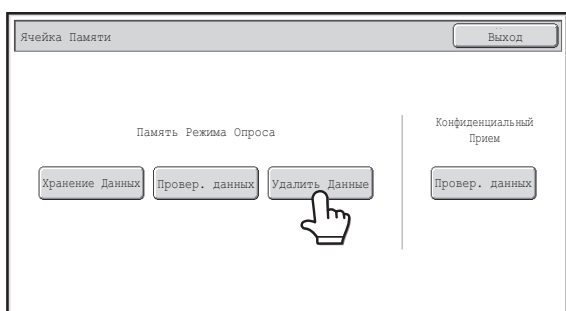 Ячейка Памяти
Выход
Память Режима Опроса
Конфиденциальный
Прием
Хранение Данных
Провер. данных
Удалить Данные
Провер. данных